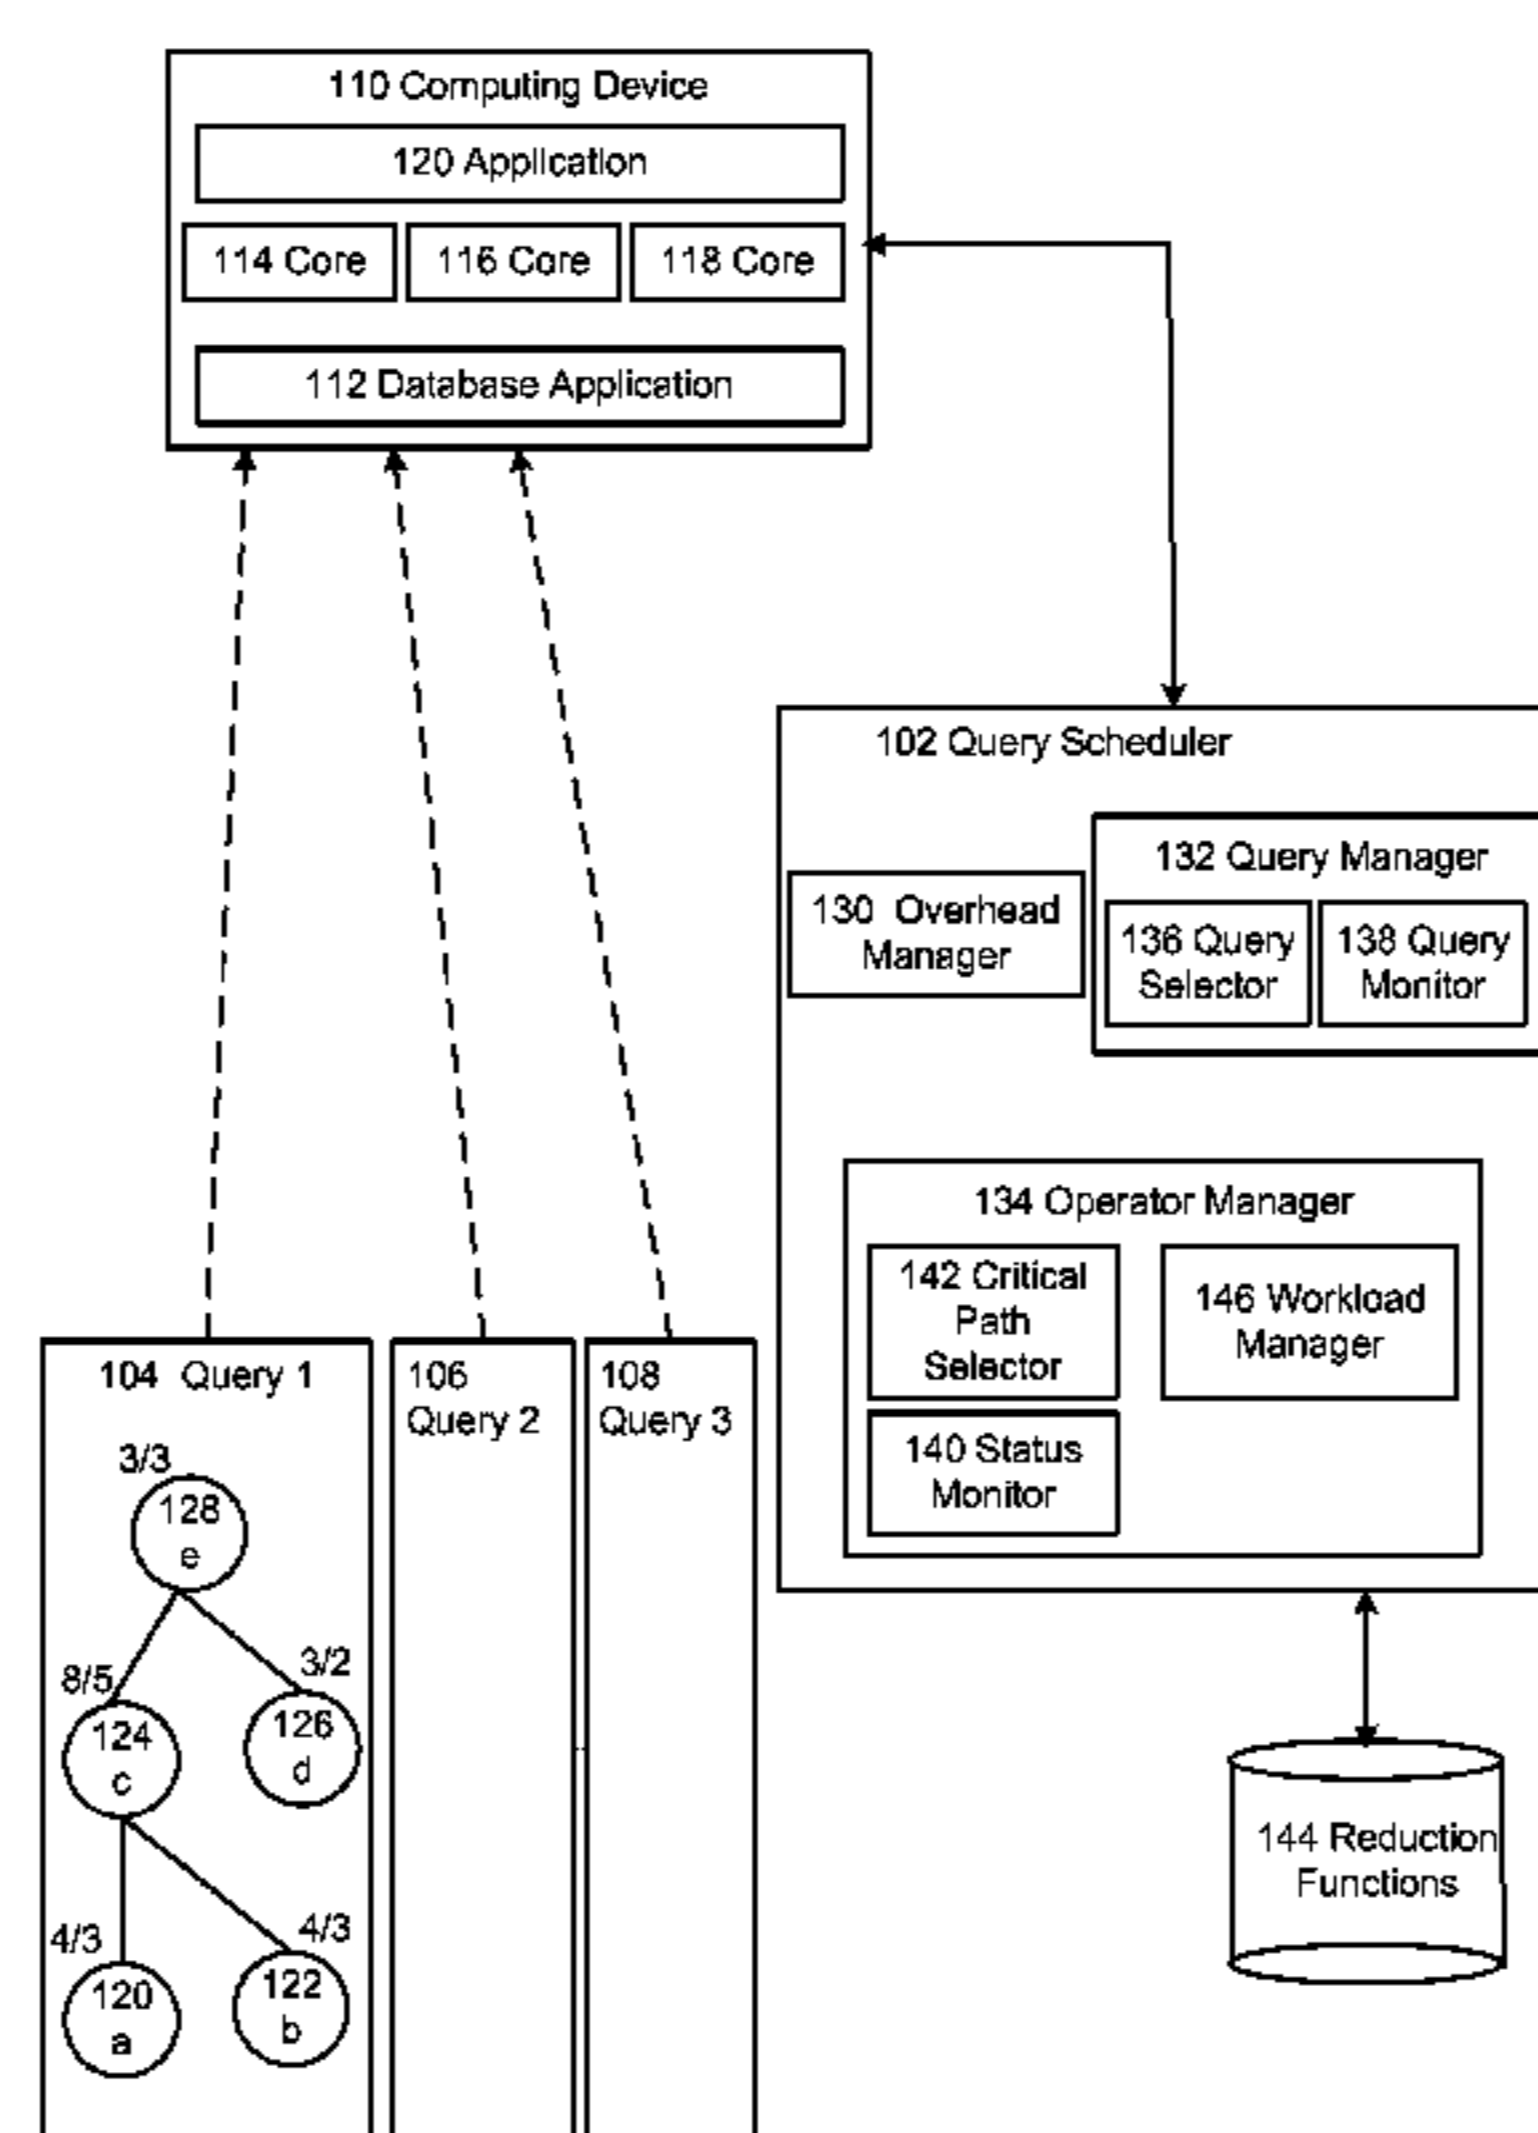 110 Computing Device
120 Application
114 Core
116 Core
118 Core
112 Database Application
102 Query Scheduler
132 Query Manager
130 Overhead
Manager
136 Query
Selector
138 Query
Monitor
134 Operator Manager
142 Critical
Path
Selector
146 Workload
Manager
140 Status
Monitor
104 Query 1
106
Query 2
108
Query 3
3/3
128
e
8/5
124
c
3/2
126
d
4/3
120
a
4/3
122
b
144 Reduction
Functions